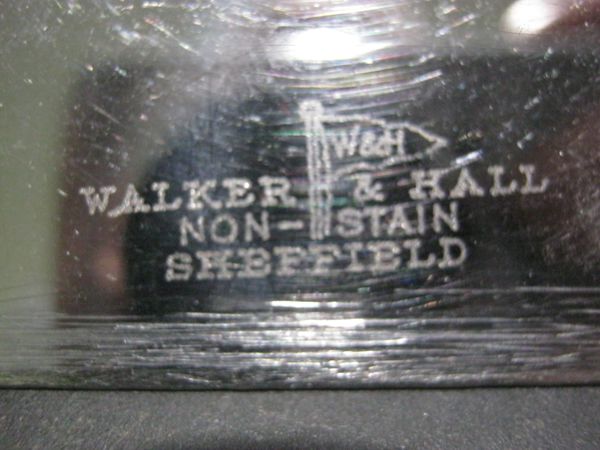 W&H
WALKER & HALL
NON-STAIN
SHEFFIELD